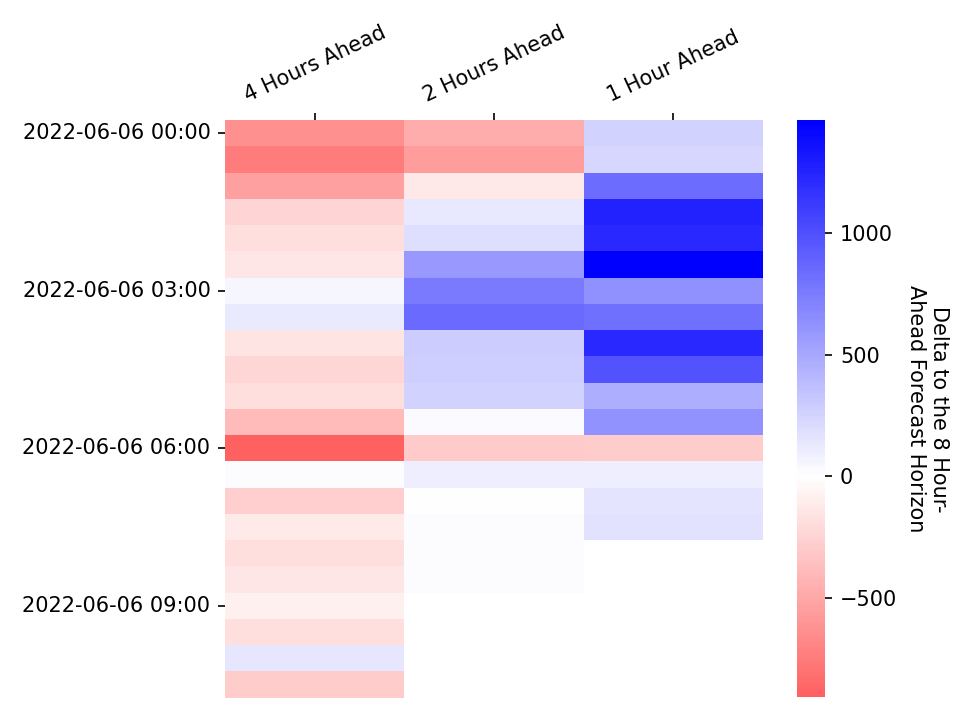 4 Hours Ahead
2 Hours Ahead
1 Hour Ahead
2022-06-06 00:00
2022-06-06 03:00
2022-06-06 06:00
2022-06-06 09:00
1000
500
0
−500
Delta to the 8 Hour-
Ahead Forecast Horizon